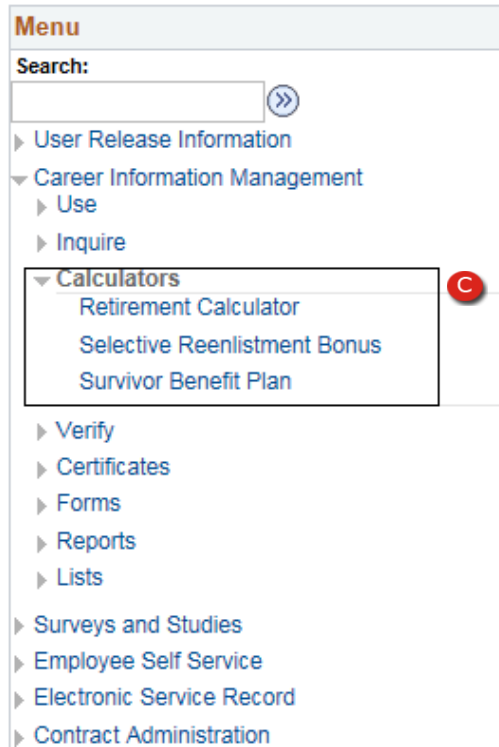 Menu
Search:
User Release Information
Career Information Management
Use
Inquire
Calculators
C
Retirement Calculator
Selective Reenlistment Bonus
Survivor Benefit Plan
Verify
Certificates
Forms
Reports
Lists
Surveys and Studies
Employee Self Service
Electronic Service Record
Contract Administration